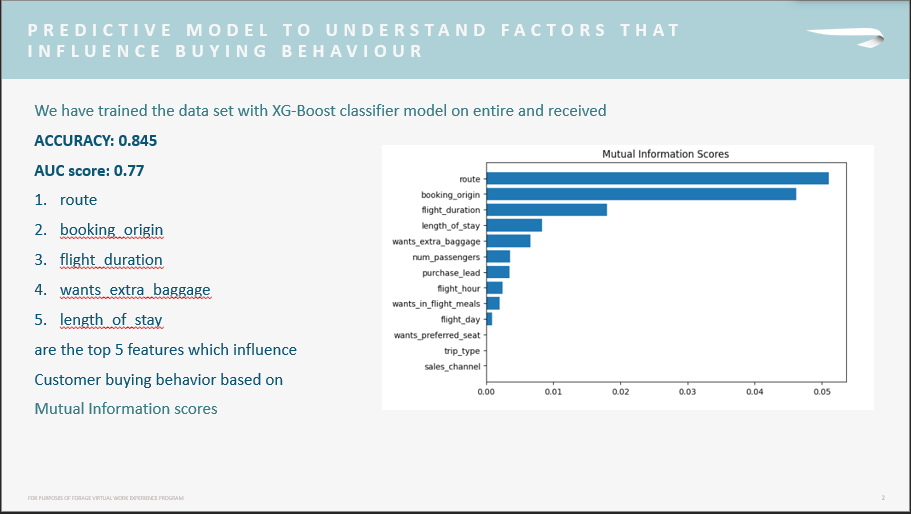 PREDICTIVE MODEL TO UNDERSTAND FACTORS THAT
INFLUENCE BUYING BEHAVIOUR
We have trained the data set with XG-Boost classifier model on entire and received
ACCURACY: 0.845
AUC score: 0.77
1. route
2. booking_origin
3. flight_duration
4. wants_extra_baggage
5. length_of_stay
are the top 5 features which influence
Customer buying behavior based on
Mutual Information scores
Mutual Information Scores
route
booking_origin
flight_duration
length_of_stay
wants_extra_baggage
num_passengers
purchase_lead
flight_hour
wants_in_flight_meals
flight_day
wants_preferred_seat
trip_type
sales_channel
0.00 0.01 0.02 0.03 0.04 0.05
FOR PURPOSES OF FORAGE VIRTUAL WORK EXPERIENCE PROGRAM
2